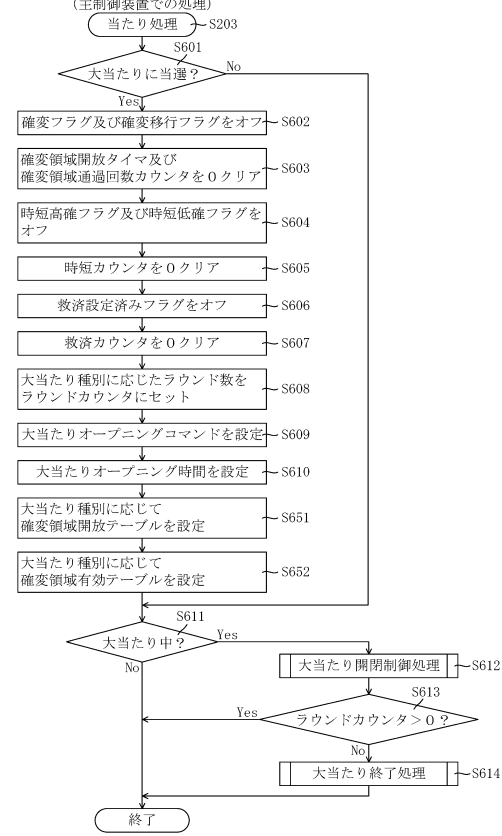 (主制御装置での処理)
当たり処理
S203
S601
大当たりに当選?
No
Yes
確変フラグ及び確変移行フラグをオフ
S602
確変領域開放タイマ及び
確変領域通過回数カウンタを0クリア
S603
時短高確フラグ及び時短低確フラグを
オフ
S604
時短カウンタを0クリア
S605
救済設定済みフラグをオフ
S606
救済カウンタを0クリア
S607
大当たり種別に応じたラウンド数を
ラウンドカウンタにセット
S608
大当たりオープニングコマンドを設定
S609
大当たりオープニング時間を設定
S610
大当たり種別に応じて
確変領域開放テーブルを設定
S651
大当たり種別に応じて
確変領域有効テーブルを設定
S652
S611
大当たり中?
Yes
No
大当たり開閉制御処理
S612
S613
ラウンドカウンタ>0?
Yes
No
大当たり終了処理
S614
終了